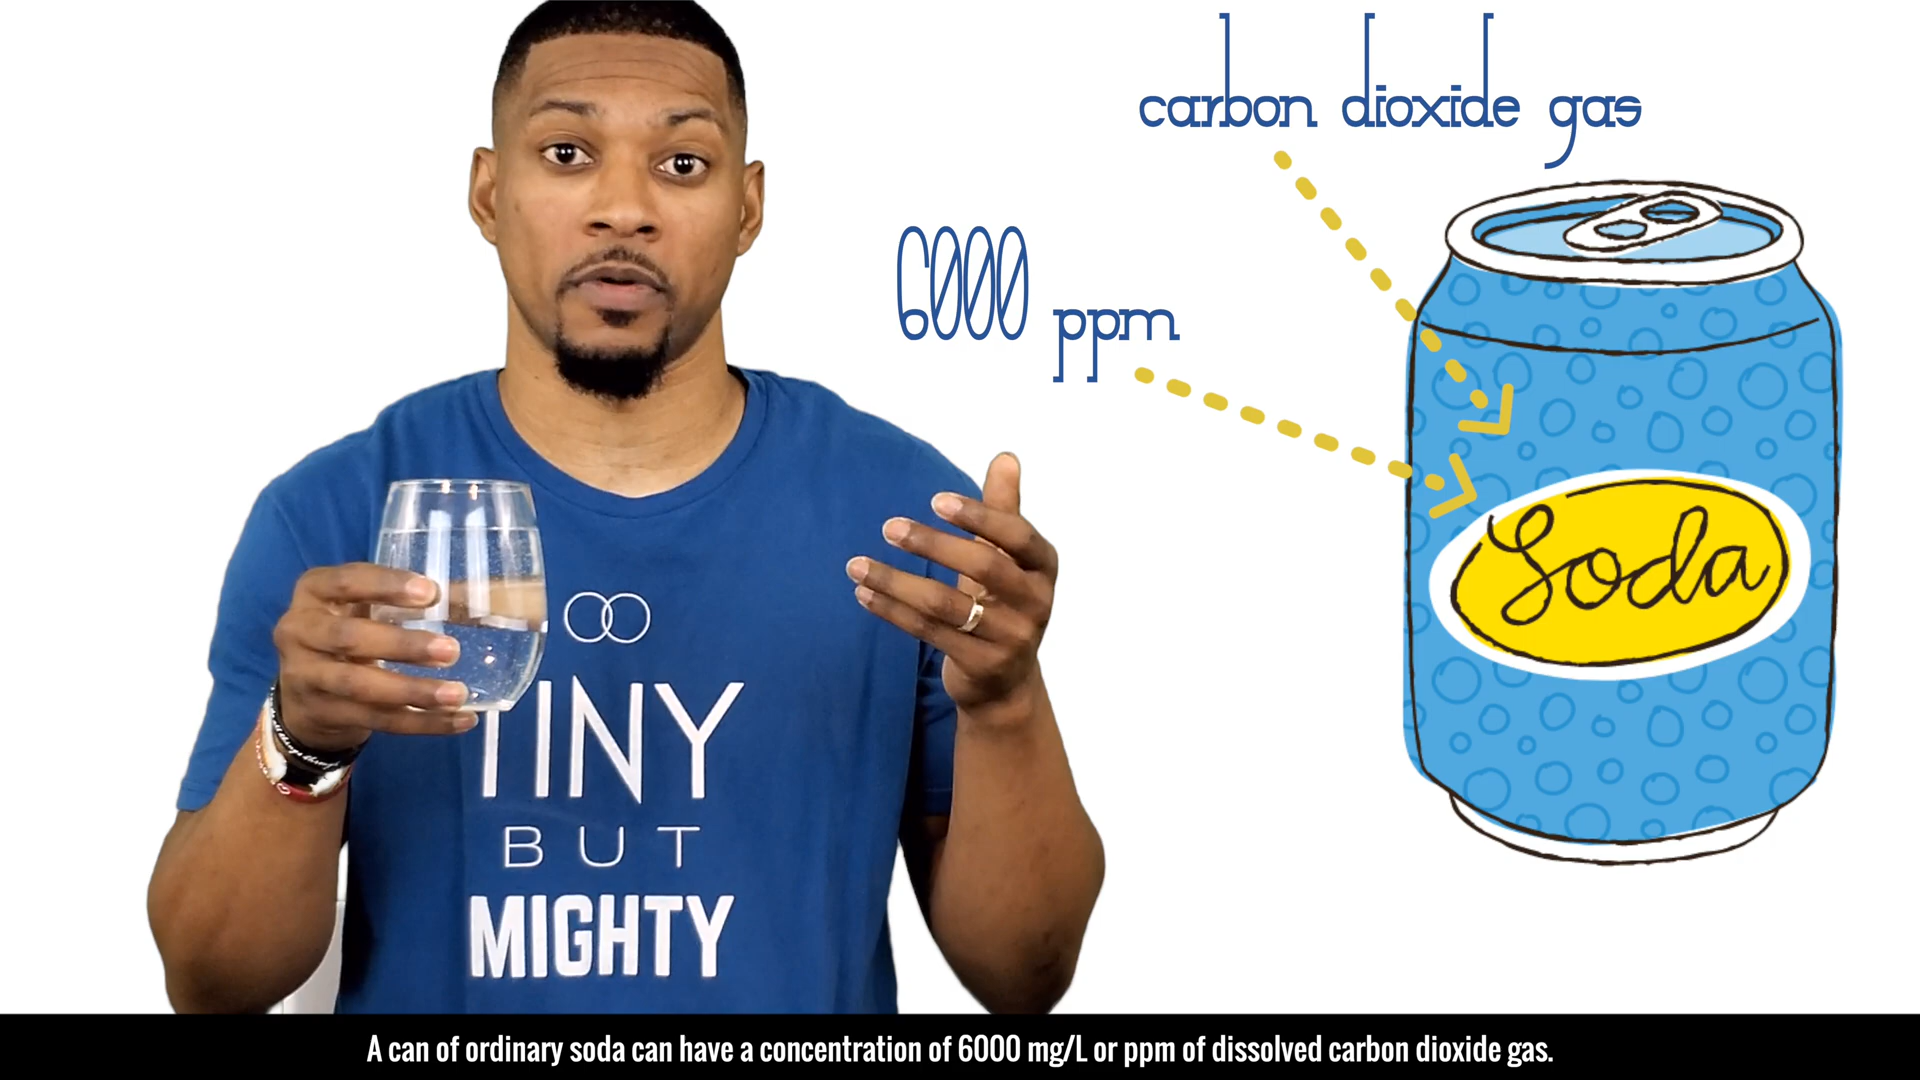 carbon dioxide gas
6000 ppm
Soda
TINY
BUT
MIGHTY
A can of ordinary soda can have a concentration of 6000 mg/L or ppm of dissolved carbon dioxide gas.